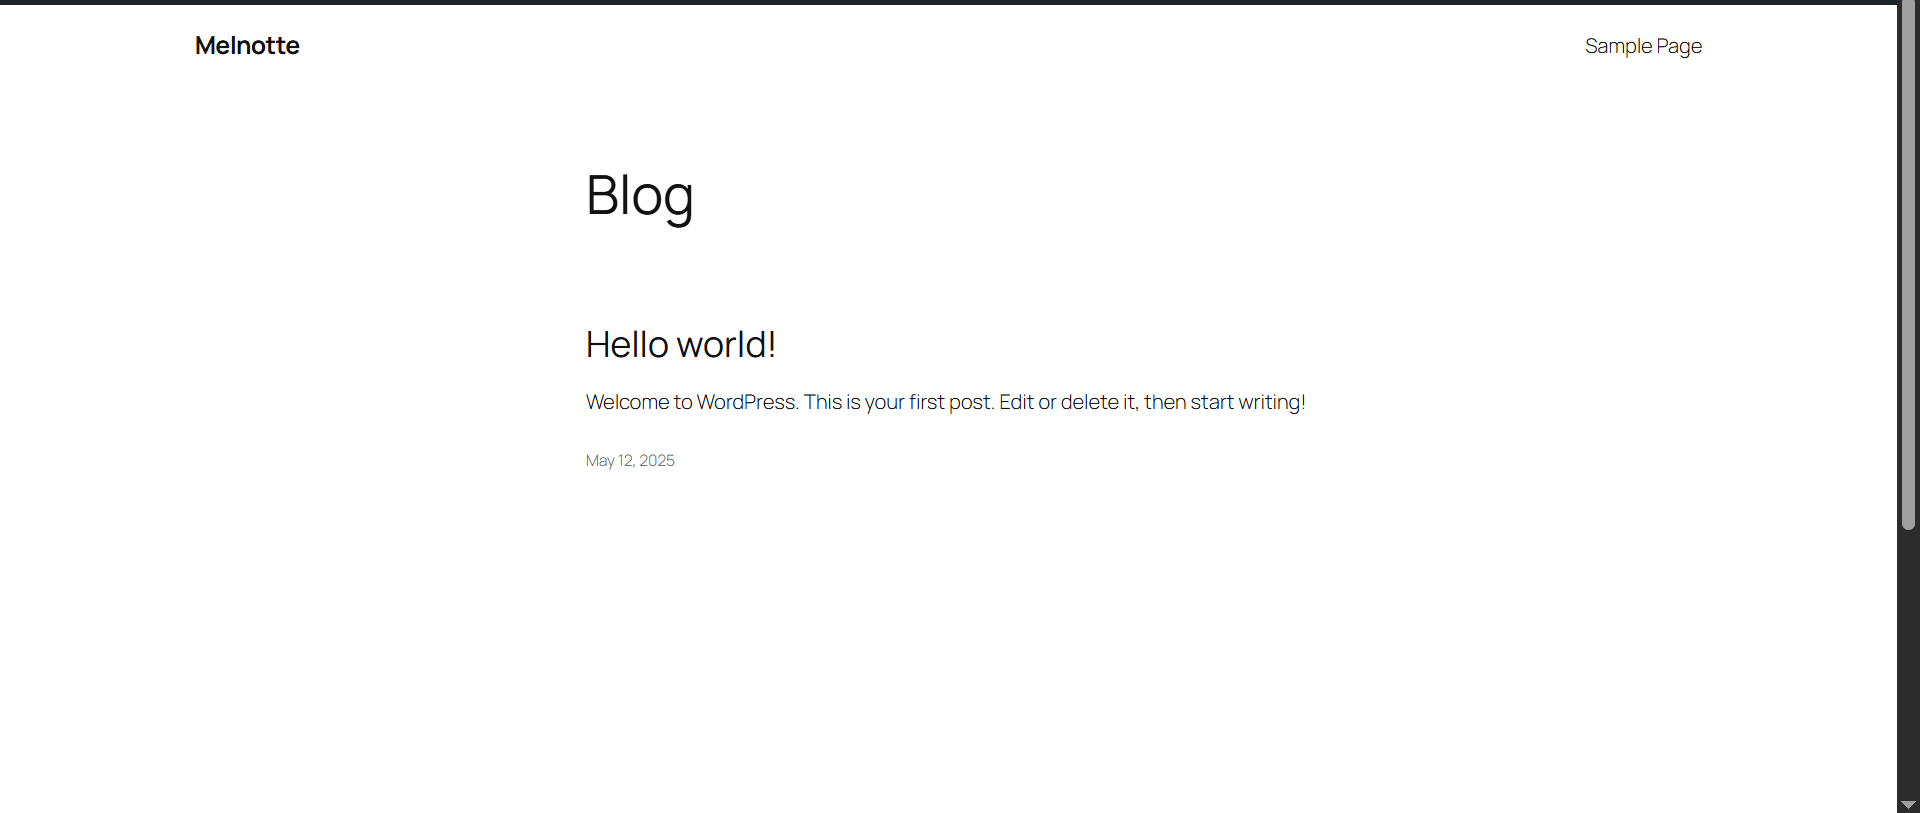 Melnotte
Sample Page
Blog
Hello world!
Welcome to WordPress. This is your first post. Edit or delete it, then start writing!
May 12, 2025